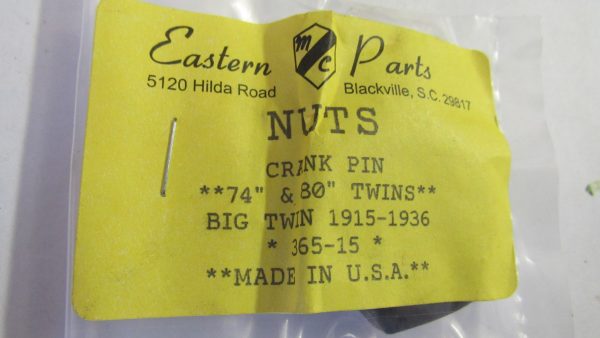 Eastern MC Parts
5120 Hilda Road Blackville, S.C. 29817
NUTS
CRANK PIN
**74" & 80" TWINS**
BIG TWIN 1915-1936
* 365-15 *
**MADE IN U.S.A.**